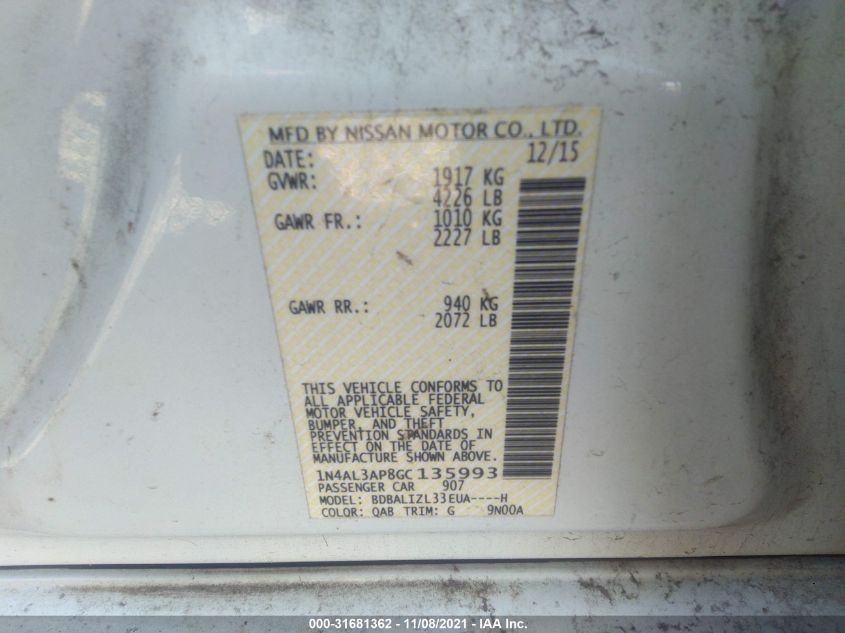 MFD BY NISSAN MOTOR CO., LTD.
DATE: 12/15
GVWR: 1917 KG
4226 LB
GAWR FR.: 1010 KG
2227 LB
GAWR RR.: 940 KG
2072 LB
THIS VEHICLE CONFORMS TO
ALL APPLICABLE FEDERAL
MOTOR VEHICLE SAFETY,
BUMPER, AND THEFT
PREVENTION STANDARDS IN
EFFECT ON THE DATE OF
MANUFACTURE SHOWN ABOVE.
1N4AL3AP8GC135993
PASSENGER CAR 907
MODEL: BDBALIZL33EUA----H
COLOR: QAB TRIM: G 9N00A
000-31681362 - 11/08/2021 - IAA Inc.